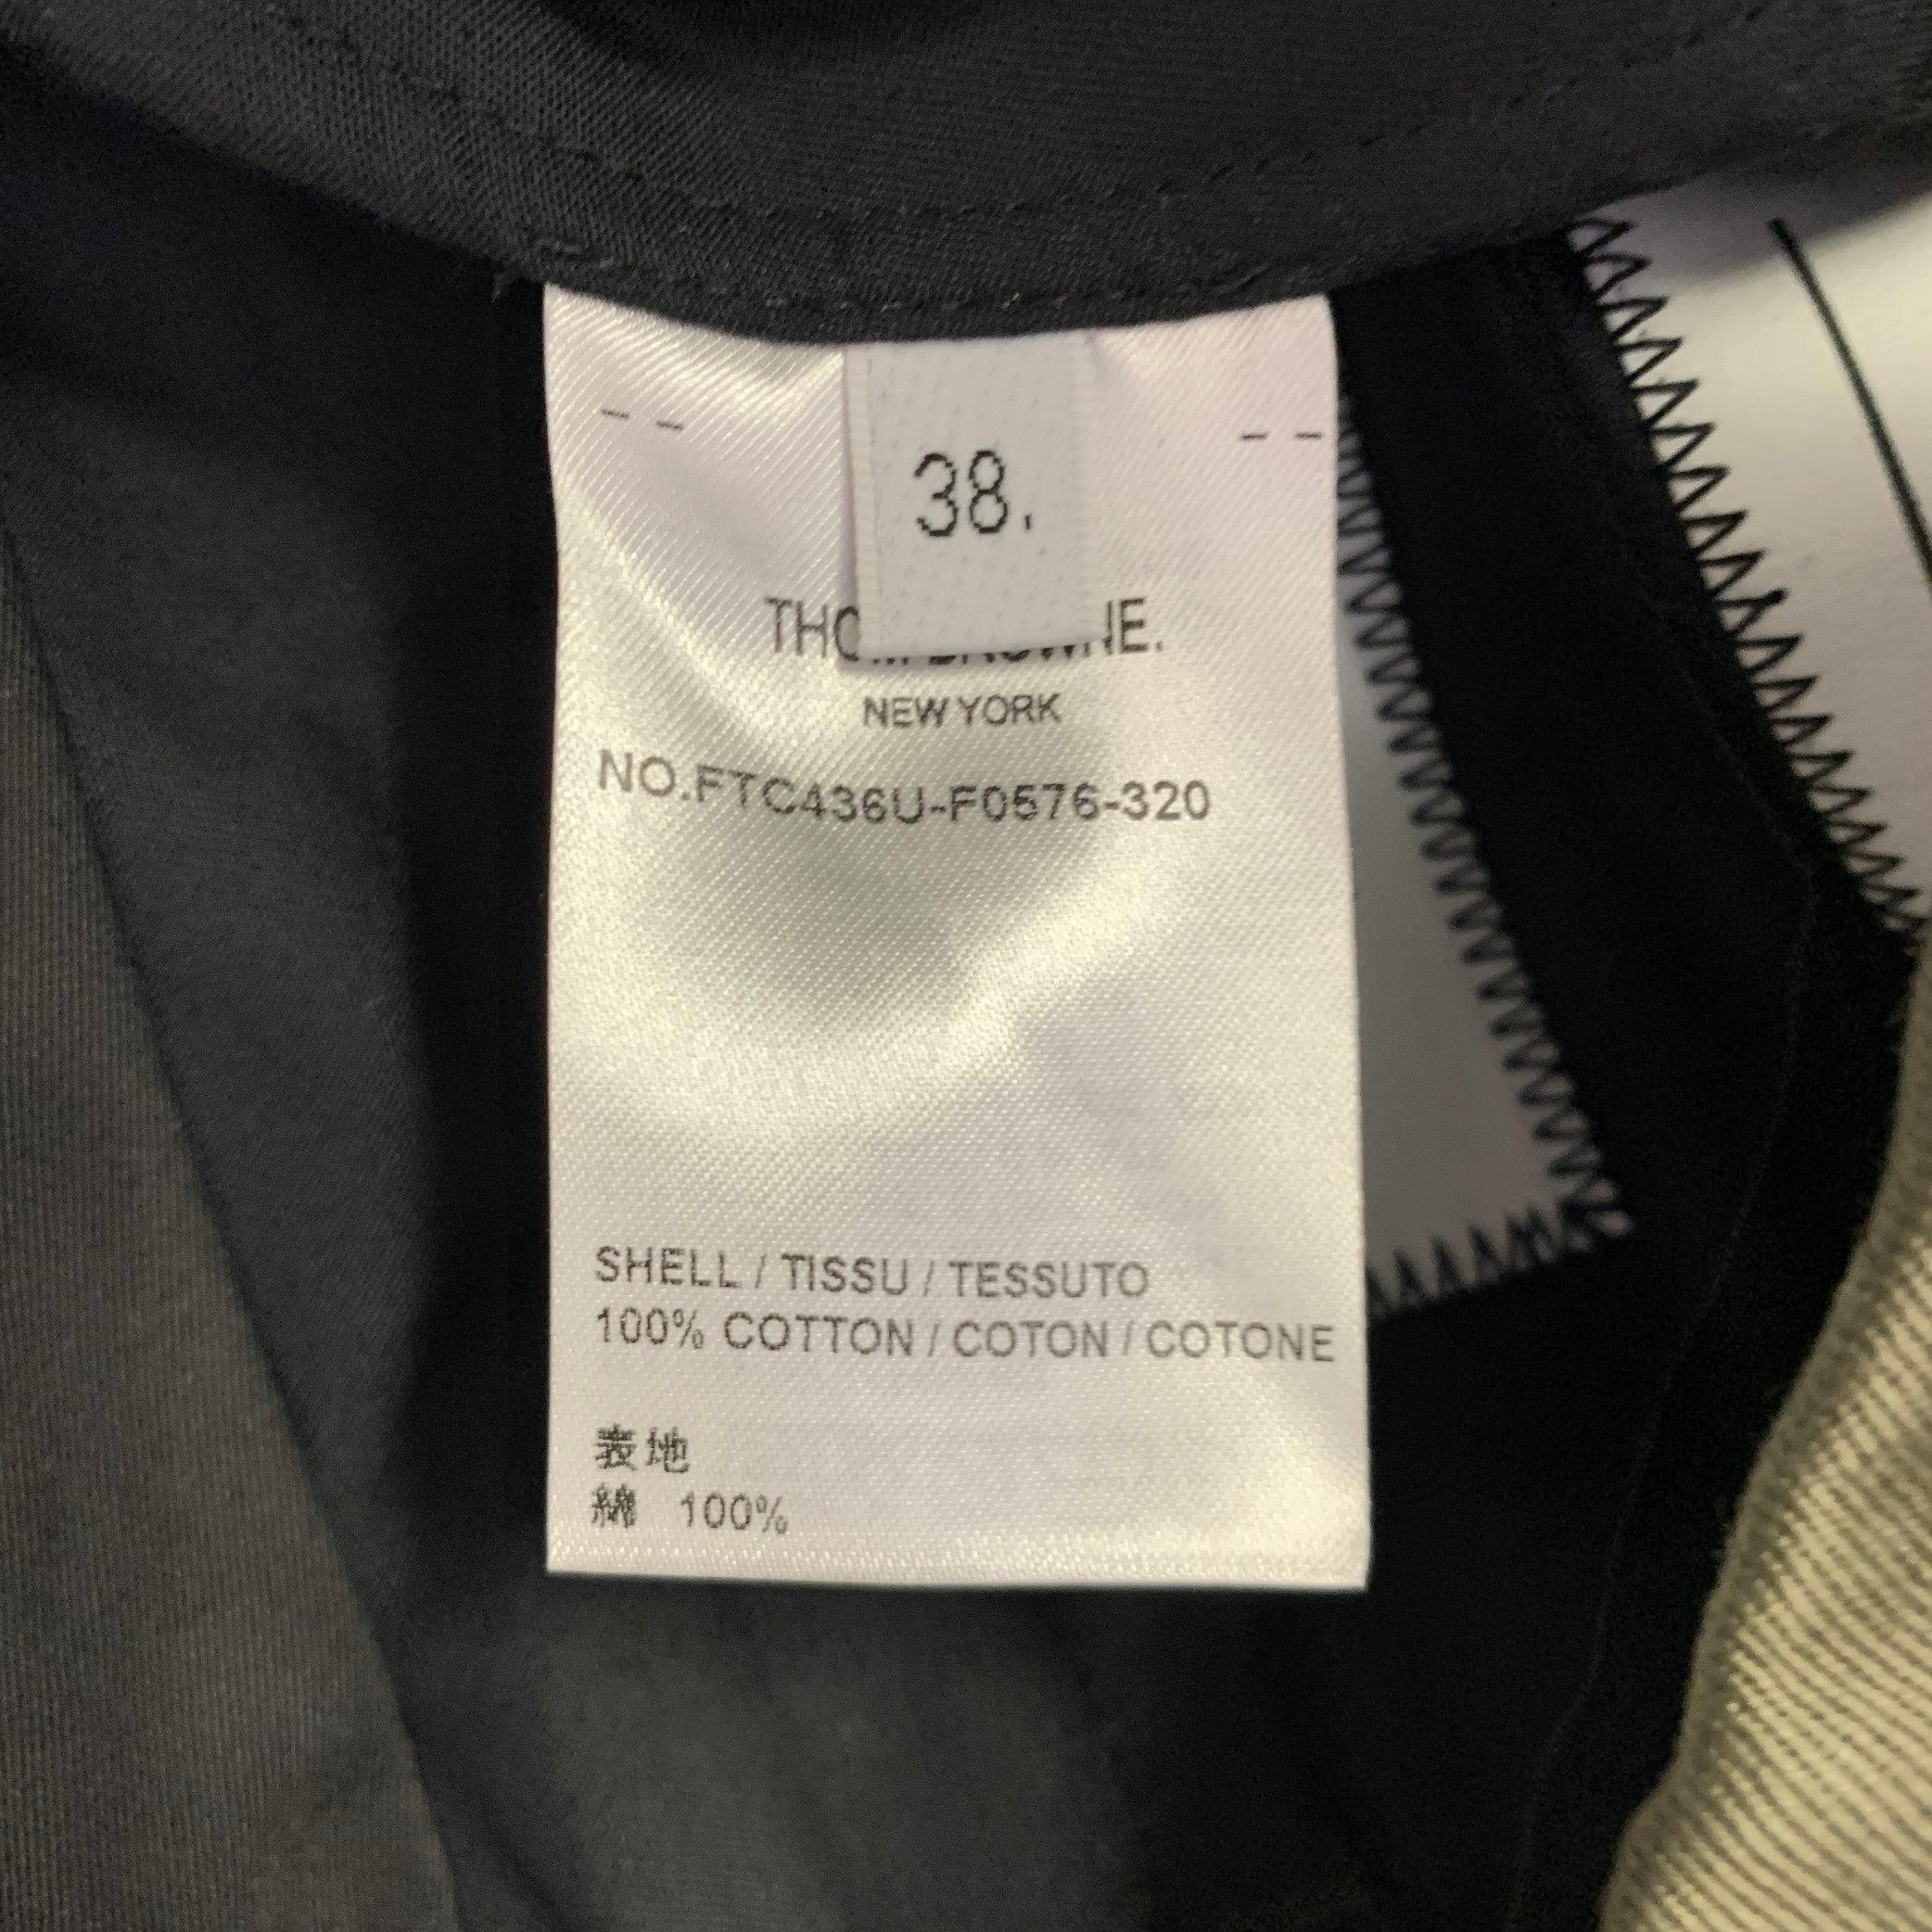 38.
THOM BROWNE.
NEW YORK
NO.FTC436U-F0576-320
SHELL / TISSU / TESSUTO
100% COTTON / COTON / COTONE
表地
綿 100%